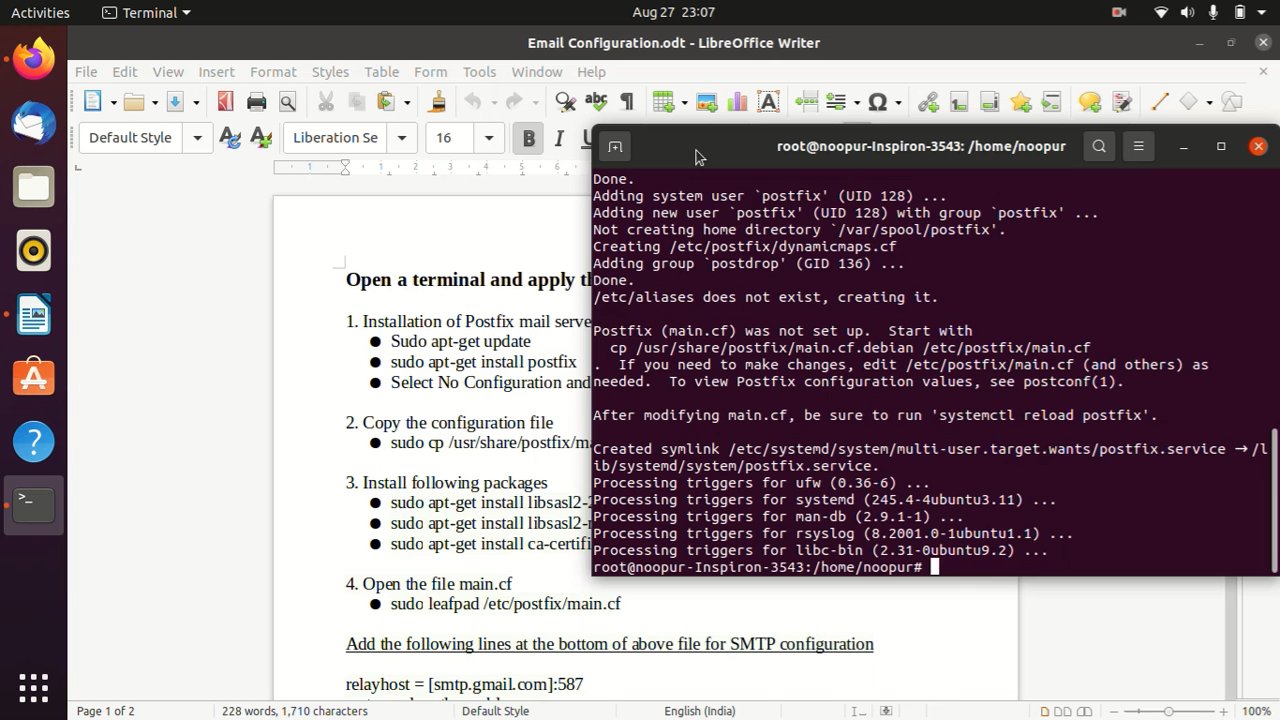 Activities
Terminal
Aug 27 23:07
Email Configuration.odt - LibreOffice Writer
File Edit View Insert Format Styles Table Form Tools Window Help
Default Style
Liberation Se
16
B I U
root@noopur-Inspiron-3543: /home/noopur
Done.
Adding system user `postfix' (UID 128) ...
Adding new user `postfix' (UID 128) with group `postfix' ...
Not creating home directory `/var/spool/postfix'.
Creating /etc/postfix/dynamicmaps.cf
Adding group `postdrop' (GID 136) ...
Done.
/etc/aliases does not exist, creating it.
Postfix (main.cf) was not set up.  Start with
cp /usr/share/postfix/main.cf.debian /etc/postfix/main.cf
.  If you need to make changes, edit /etc/postfix/main.cf (and others) as
needed.  To view Postfix configuration values, see postconf(1).
After modifying main.cf, be sure to run 'systemctl reload postfix'.
Created symlink /etc/systemd/system/multi-user.target.wants/postfix.service → /l
ib/systemd/system/postfix.service.
Processing triggers for ufw (0.36-6) ...
Processing triggers for systemd (245.4-4ubuntu3.11) ...
Processing triggers for man-db (2.9.1-1) ...
Processing triggers for rsyslog (8.2001.0-1ubuntu1.1) ...
Processing triggers for libc-bin (2.31-0ubuntu9.2) ...
root@noopur-Inspiron-3543:/home/noopur#
Open a terminal and apply th
1. Installation of Postfix mail serve
● Sudo apt-get update
● sudo apt-get install postfix
● Select No Configuration and
2. Copy the configuration file
● sudo cp /usr/share/postfix/ma
3. Install following packages
● sudo apt-get install libsasl2-2
● sudo apt-get install libsasl2-m
● sudo apt-get install ca-certifi
4. Open the file main.cf
● sudo leafpad /etc/postfix/main.cf
Add the following lines at the bottom of above file for SMTP configuration
relayhost = [smtp.gmail.com]:587
Page 1 of 2
228 words, 1,710 characters
Default Style
English (India)
100%